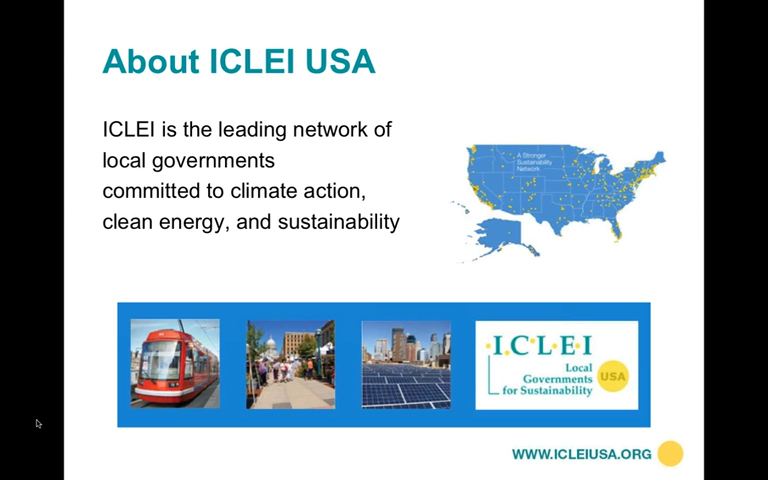 About ICLEI USA
ICLEI is the leading network of
local governments
committed to climate action,
clean energy, and sustainability
A Stronger
Sustainability
Network
I·C·L·E·I
Local
Governments
for Sustainability
USA
WWW.ICLEIUSA.ORG